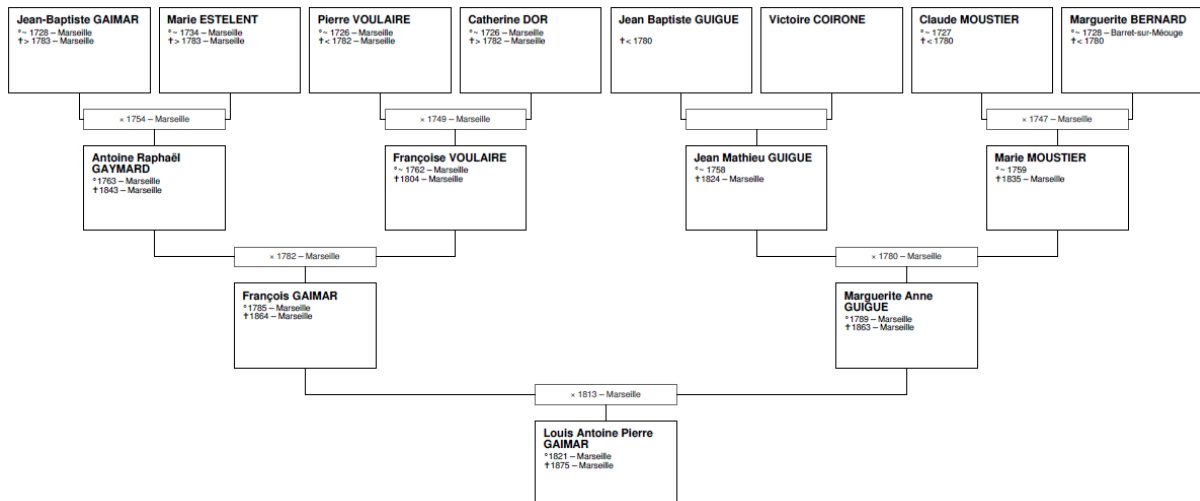 Jean-Baptiste GAIMAR
°~ 1728 – Marseille
†> 1783 – Marseille
Marie ESTELENT
°~ 1734 – Marseille
†> 1783 – Marseille
Pierre VOULAIRE
°~ 1726 – Marseille
†< 1782 – Marseille
Catherine DOR
°~ 1726 – Marseille
†> 1782 – Marseille
Jean Baptiste GUIGUE
†< 1780
Victoire COIRONE
Claude MOUSTIER
°~ 1727
†< 1780
Marguerite BERNARD
°~ 1728 – Barret-sur-Méouge
†< 1780
× 1754 – Marseille
× 1749 – Marseille
× 1747 – Marseille
Antoine Raphaël
GAYMARD
°1763 – Marseille
†1843 – Marseille
Françoise VOULAIRE
°~ 1762 – Marseille
†1804 – Marseille
Jean Mathieu GUIGUE
°~ 1758
†1824 – Marseille
Marie MOUSTIER
°~ 1759
†1835 – Marseille
× 1782 – Marseille
× 1780 – Marseille
François GAIMAR
°1785 – Marseille
†1864 – Marseille
Marguerite Anne
GUIGUE
°1789 – Marseille
†1863 – Marseille
× 1813 – Marseille
Louis Antoine Pierre
GAIMAR
°1821 – Marseille
†1875 – Marseille